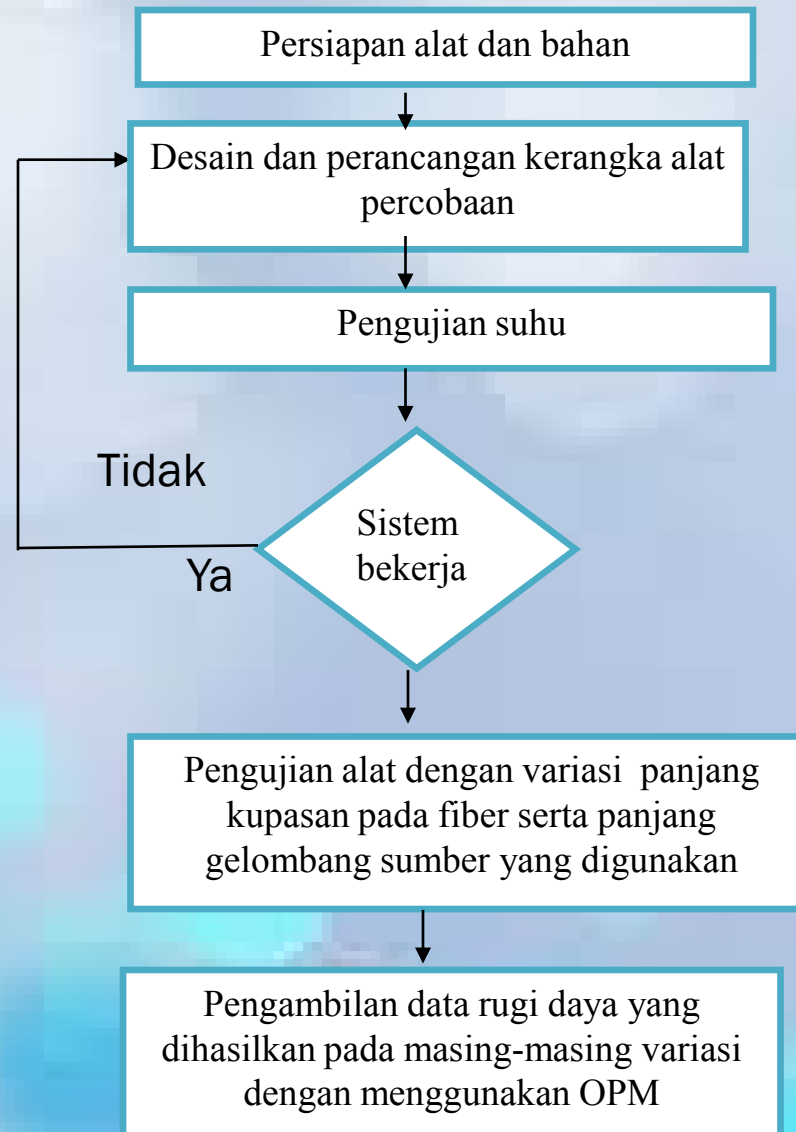 Persiapan alat dan bahan
Desain dan perancangan kerangka alat
percobaan
Pengujian suhu
Tidak
Sistem
bekerja
Ya
Pengujian alat dengan variasi panjang
kupasan pada fiber serta panjang
gelombang sumber yang digunakan
Pengambilan data rugi daya yang
dihasilkan pada masing-masing variasi
dengan menggunakan OPM